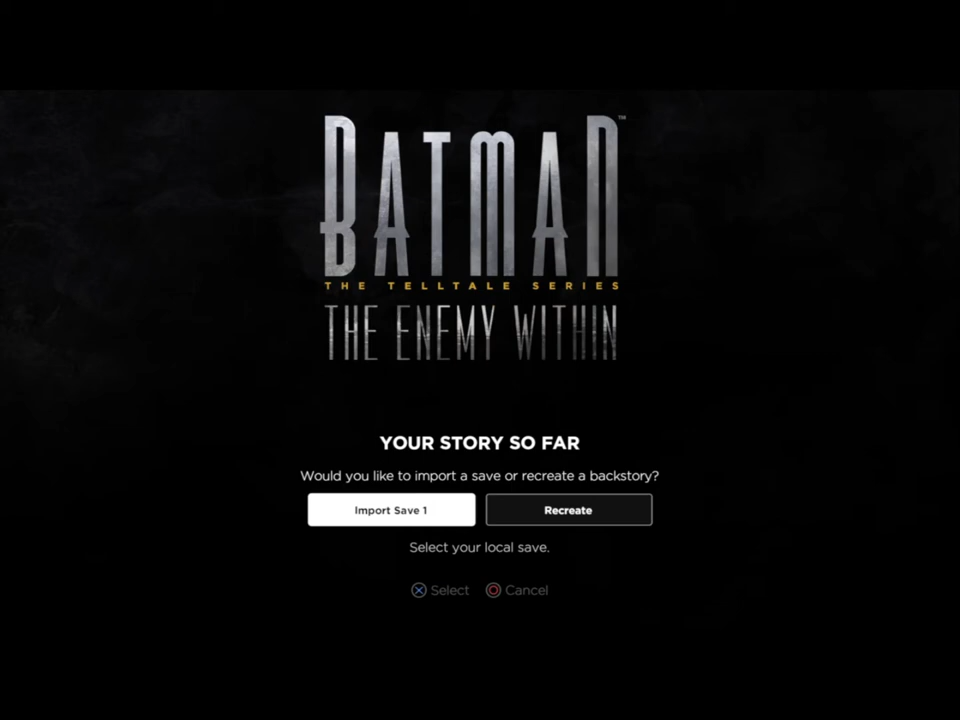 BATMAN™
THE TELLTALE SERIES
THE ENEMY WITHIN
YOUR STORY SO FAR
Would you like to import a save or recreate a backstory?
Import Save 1 Recreate
Select your local save.
Select Cancel